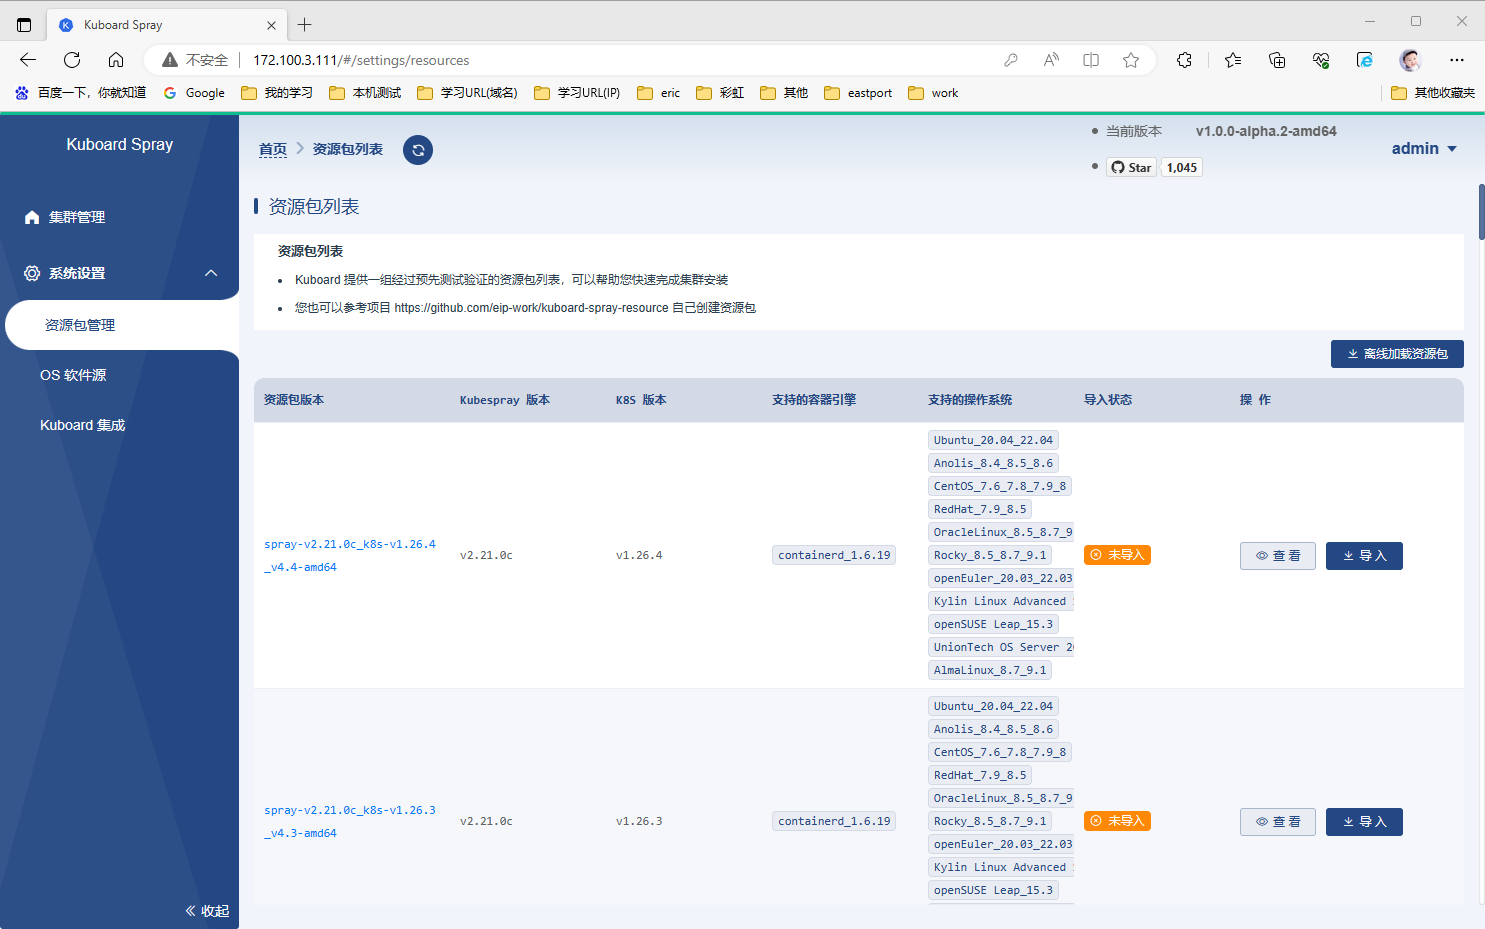 Kuboard Spray
不安全
172.100.3.111/#/settings/resources
百度一下，你就知道
Google
我的学习
本机测试
学习URL(域名)
学习URL(IP)
eric
彩虹
其他
eastport
work
其他收藏夹
Kuboard Spray
集群管理
系统设置
资源包管理
OS 软件源
Kuboard 集成
收起
首页
资源包列表
当前版本 v1.0.0-alpha.2-amd64
Star 1,045
admin
资源包列表
资源包列表
Kuboard 提供一组经过预先测试验证的资源包列表，可以帮助您快速完成集群安装
您也可以参考项目 https://github.com/eip-work/kuboard-spray-resource 自己创建资源包
离线加载资源包
资源包版本 Kubespray 版本 K8S 版本 支持的容器引擎 支持的操作系统 导入状态 操 作
spray-v2.21.0c_k8s-v1.26.4
_v4.4-amd64
v2.21.0c
v1.26.4
containerd_1.6.19
Ubuntu_20.04_22.04
Anolis_8.4_8.5_8.6
CentOS_7.6_7.8_7.9_8
RedHat_7.9_8.5
OracleLinux_8.5_8.7_9
Rocky_8.5_8.7_9.1
openEuler_20.03_22.03
Kylin Linux Advanced
openSUSE Leap_15.3
UnionTech OS Server
AlmaLinux_8.7_9.1
未导入
查 看
导 入
spray-v2.21.0c_k8s-v1.26.3
_v4.3-amd64
v2.21.0c
v1.26.3
containerd_1.6.19
Ubuntu_20.04_22.04
Anolis_8.4_8.5_8.6
CentOS_7.6_7.8_7.9_8
RedHat_7.9_8.5
OracleLinux_8.5_8.7_9
Rocky_8.5_8.7_9.1
openEuler_20.03_22.03
Kylin Linux Advanced
openSUSE Leap_15.3
未导入
查 看
导 入